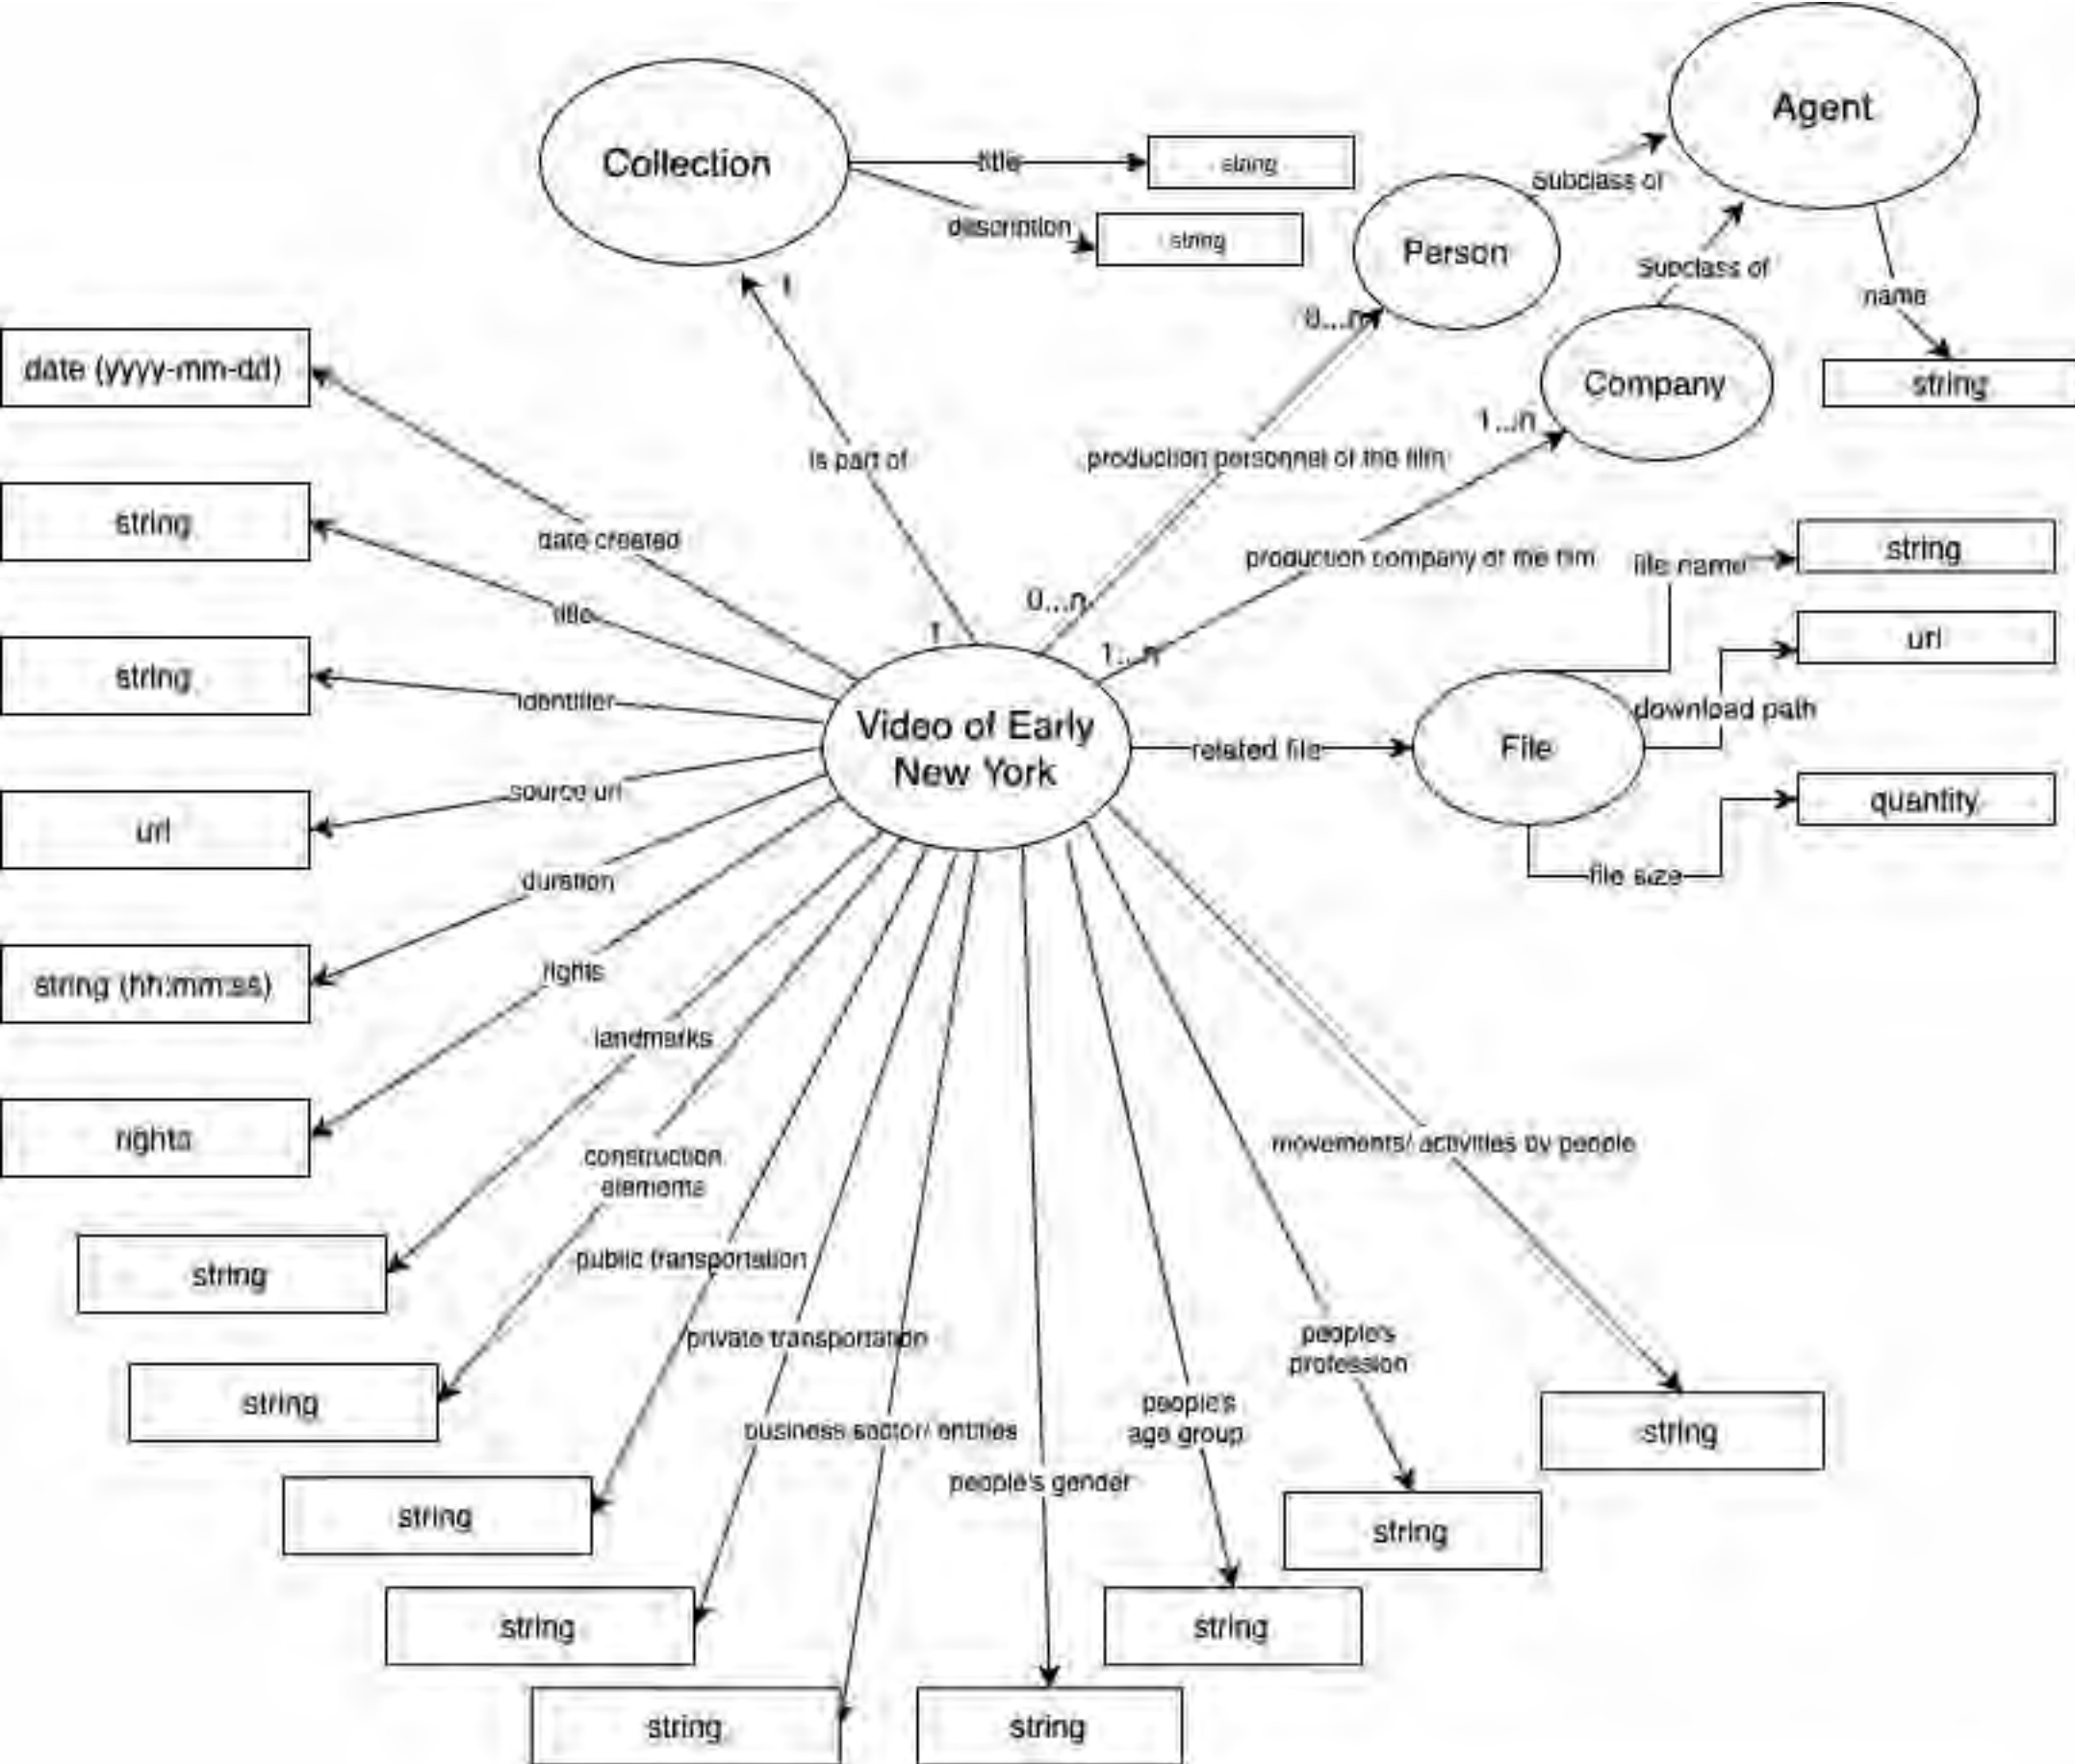 Agent
Collection
title
string
Subclass of
description
string
Person
Subclass of
name
1
0...n
Company
string
date (yyyy-mm-dd)
1...n
is part of
production personnel of the film
string
date created
production company of the film
file name
string
title
0...n
1
1...n
url
string
identifier
download path
Video of Early
New York
related file
File
source url
url
quantity
duration
file size
string (hh:mm:ss)
rights
landmarks
rights
movements/ activities by people
construction
elements
public transportation
string
private transportation
people's
profession
string
people's
age group
business sector/ entities
string
people's gender
string
string
string
string
string
string